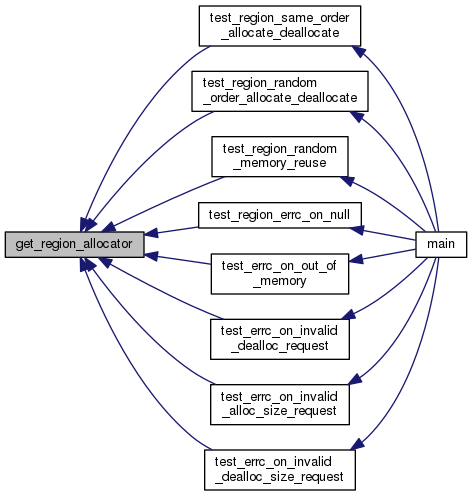 test_region_same_order
_allocate_deallocate
test_region_random
_order_allocate_deallocate
test_region_random
_memory_reuse
test_region_errc_on_null
get_region_allocator
main
test_errc_on_out_of
_memory
test_errc_on_invalid
_dealloc_request
test_errc_on_invalid
_alloc_size_request
test_errc_on_invalid
_dealloc_size_request